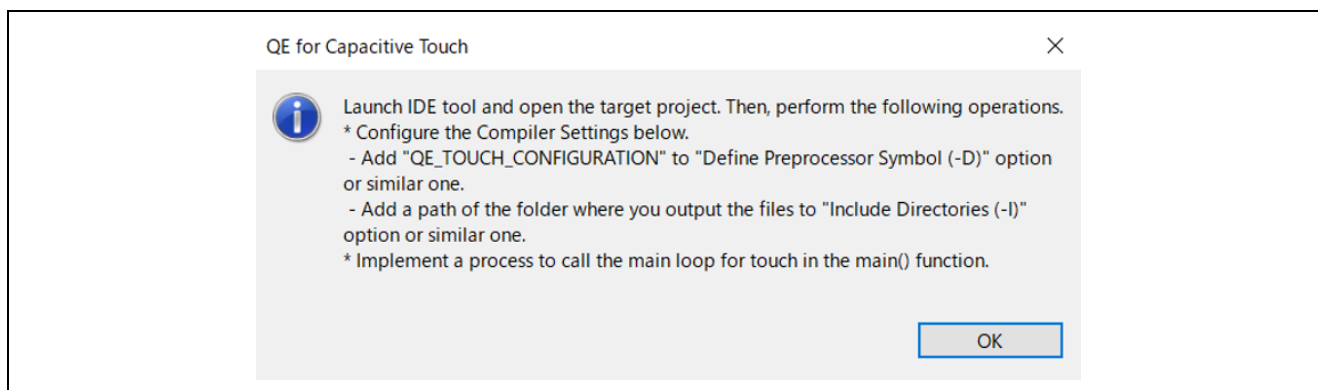 QE for Capacitive Touch
Launch IDE tool and open the target project. Then, perform the following operations.
* Configure the Compiler Settings below.
- Add "QE_TOUCH_CONFIGURATION" to "Define Preprocessor Symbol (-D)" option
or similar one.
- Add a path of the folder where you output the files to "Include Directories (-I)"
option or similar one.
* Implement a process to call the main loop for touch in the main() function.
OK